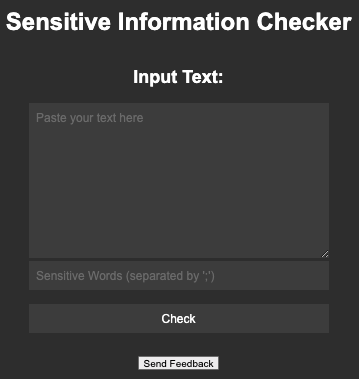 Sensitive Information Checker
Input Text:
Paste your text here
Sensitive Words (separated by ';')
Check
Send Feedback